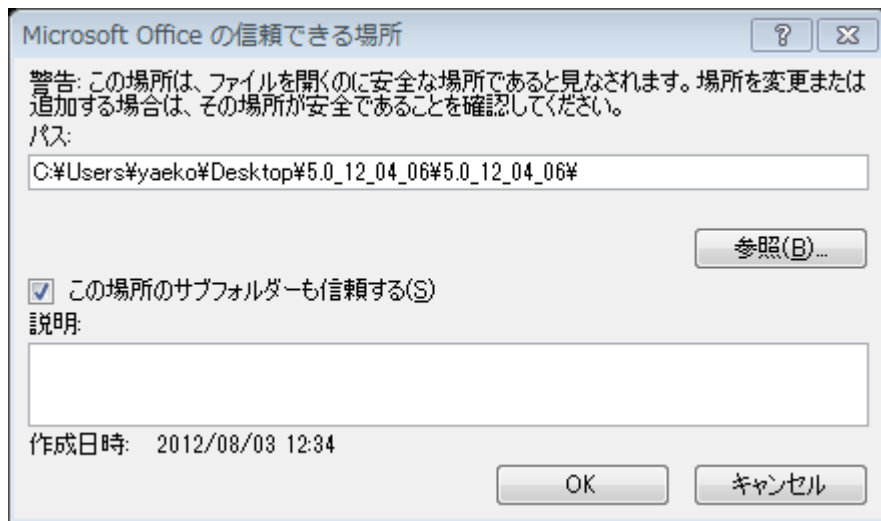 Microsoft Office の信頼できる場所
警告: この場所は、ファイルを開くのに安全な場所であると見なされます。場所を変更または
追加する場合は、その場所が安全であることを確認してください。
パス:
C:¥Users¥yaeko¥Desktop¥5.0_12_04_06¥5.0_12_04_06¥
参照(B)...
この場所のサブフォルダーも信頼する(S)
説明:
作成日時: 2012/08/03 12:34
OK キャンセル